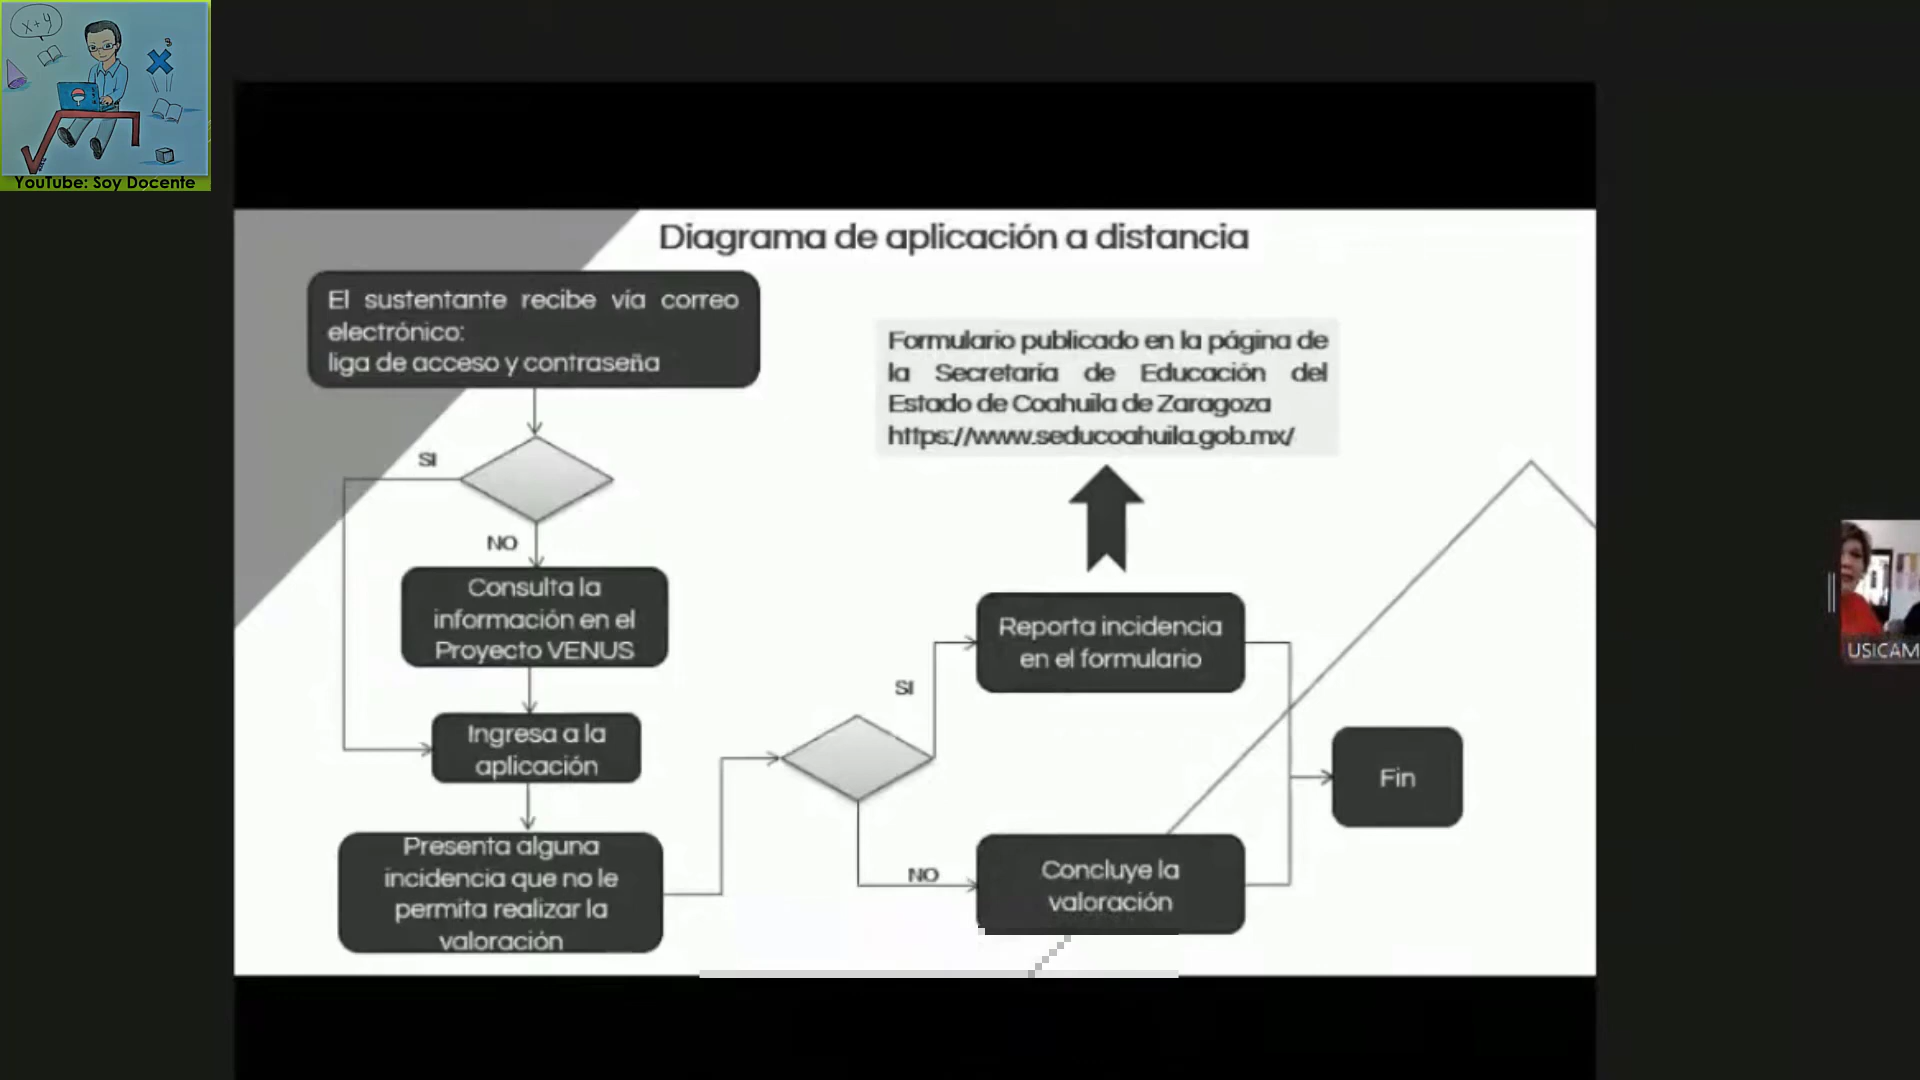 x+y
YouTube: Soy Docente
Diagrama de aplicación a distancia
El sustentante recibe vía correo
electrónico:
liga de acceso y contraseña
Formulario publicado en la página de
la Secretaría de Educación del
Estado de Coahuila de Zaragoza
https://www.seducoahuila.gob.mx/
SI
NO
Consulta la
información en el
Proyecto VENUS
Ingresa a la
aplicación
Presenta alguna
incidencia que no le
permita realizar la
valoración
SI
Reporta incidencia
en el formulario
NO
Concluye la
valoración
Fin
USICAM